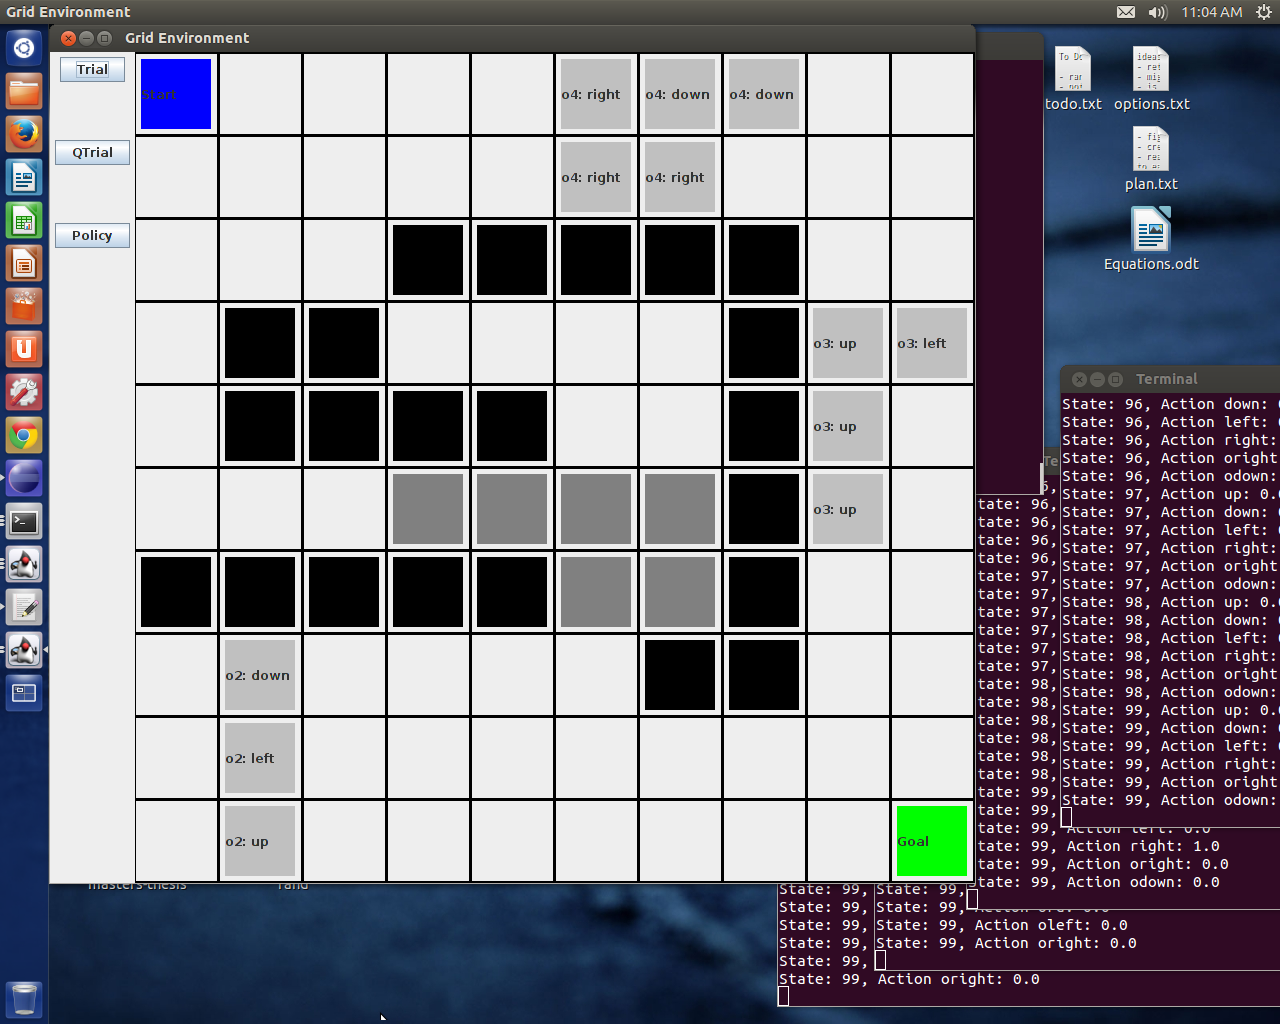 Grid Environment
11:04 AM
Grid Environment
Trial
QTrial
Policy
Start
o4: right
o4: down
o4: down
o4: right
o4: right
o3: up
o3: left
o3: up
o3: up
o2: down
o2: left
o2: up
Goal
todo.txt
options.txt
plan.txt
Equations.odt
masters-thesis
rand
Terminal
State: 96, Action down:
State: 96, Action left:
State: 96, Action right:
State: 96, Action oright:
State: 96, Action odown:
State: 97, Action up: 0.
State: 97, Action down:
State: 97, Action left:
State: 97, Action right:
State: 97, Action oright:
State: 97, Action odown:
State: 98, Action up: 0.
State: 98, Action down:
State: 98, Action left:
State: 98, Action right:
State: 98, Action oright:
State: 98, Action odown:
State: 99, Action up: 0.
State: 99, Action down:
State: 99, Action left:
State: 99, Action right:
State: 99, Action oright:
State: 99, Action odown:
tate: 96,
tate: 96,
tate: 96,
tate: 96,
tate: 97,
tate: 97,
tate: 97,
tate: 97,
tate: 97,
tate: 97,
tate: 98,
tate: 98,
tate: 98,
tate: 98,
tate: 98,
tate: 98,
tate: 99,
tate: 99,
tate: 99, Action left: 0.0
tate: 99, Action right: 1.0
tate: 99, Action oright: 0.0
tate: 99, Action odown: 0.0
State: 99, State: 99,
State: 99, State: 99,
State: 99, State: 99, Action oleft: 0.0
State: 99, State: 99, Action oright: 0.0
State: 99,
State: 99, Action oright: 0.0